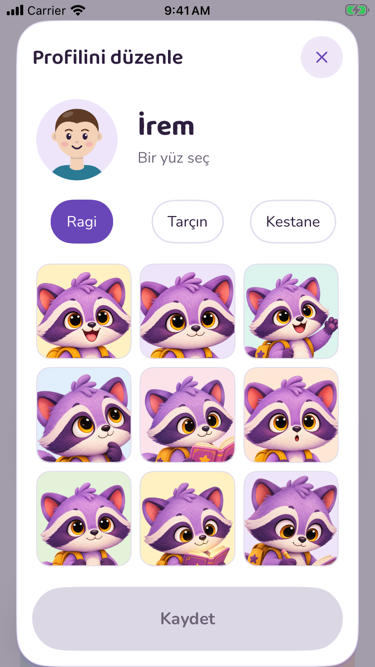 Carrier 9:41 AM
Profilini düzenle
İrem
Bir yüz seç
Ragi Tarçın Kestane
Kaydet